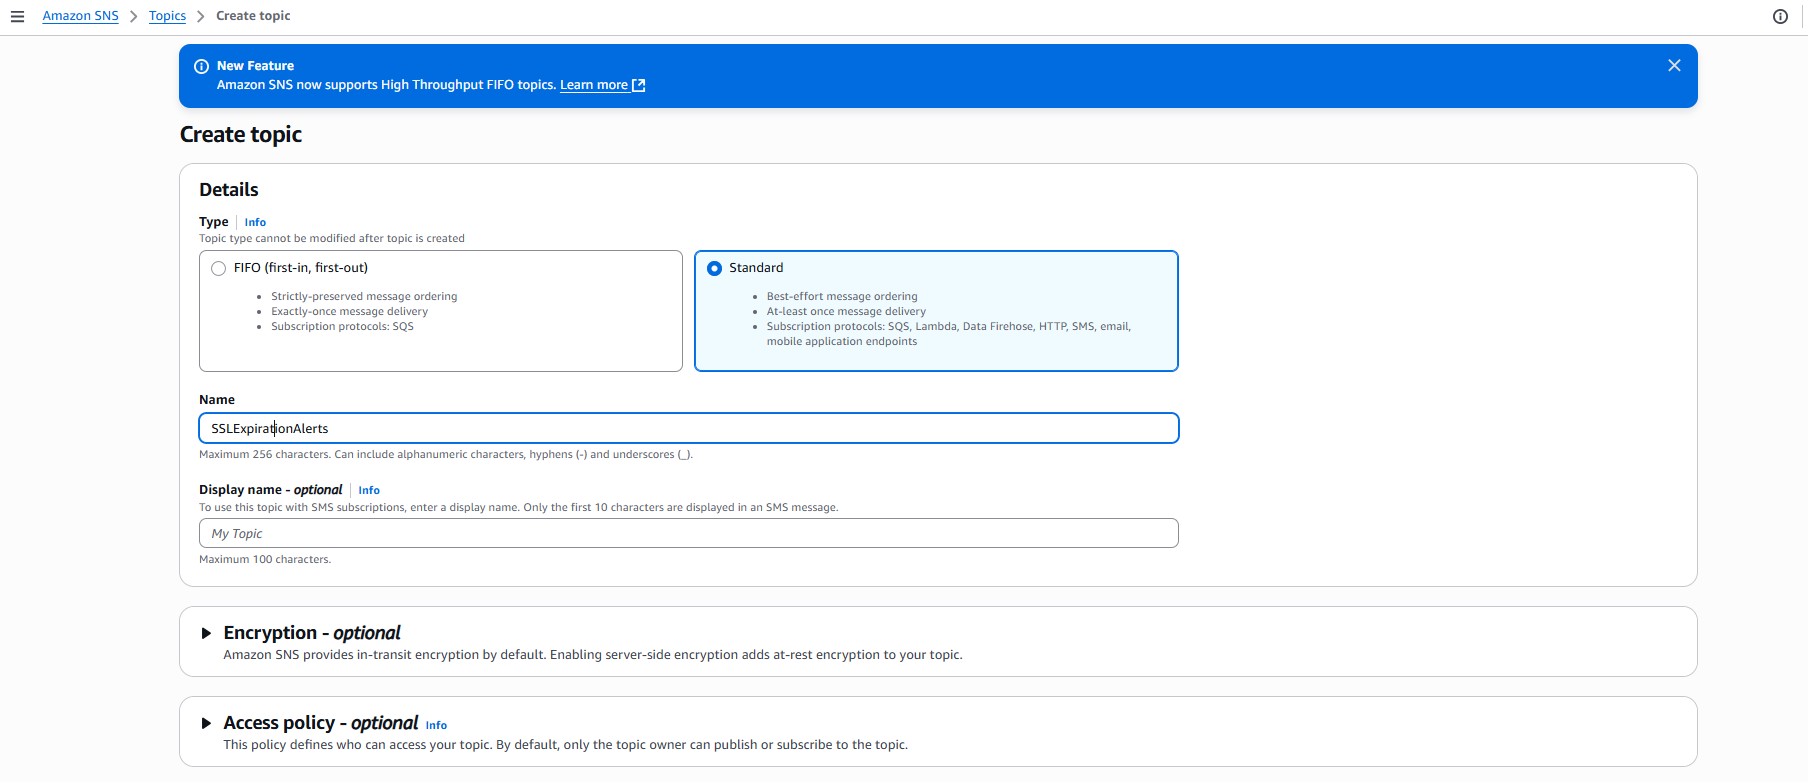 Amazon SNS > Topics > Create topic
New Feature
Amazon SNS now supports High Throughput FIFO topics. Learn more
Create topic
Details
Type | Info
Topic type cannot be modified after topic is created
FIFO (first-in, first-out)
• Strictly-preserved message ordering
• Exactly-once message delivery
• Subscription protocols: SQS
Standard
• Best-effort message ordering
• At-least once message delivery
• Subscription protocols: SQS, Lambda, Data Firehose, HTTP, SMS, email,
mobile application endpoints
Name
SSLExpirationAlerts
Maximum 256 characters. Can include alphanumeric characters, hyphens (-) and underscores (_).
Display name - optional | Info
To use this topic with SMS subscriptions, enter a display name. Only the first 10 characters are displayed in an SMS message.
My Topic
Maximum 100 characters.
Encryption - optional
Amazon SNS provides in-transit encryption by default. Enabling server-side encryption adds at-rest encryption to your topic.
Access policy - optional Info
This policy defines who can access your topic. By default, only the topic owner can publish or subscribe to the topic.